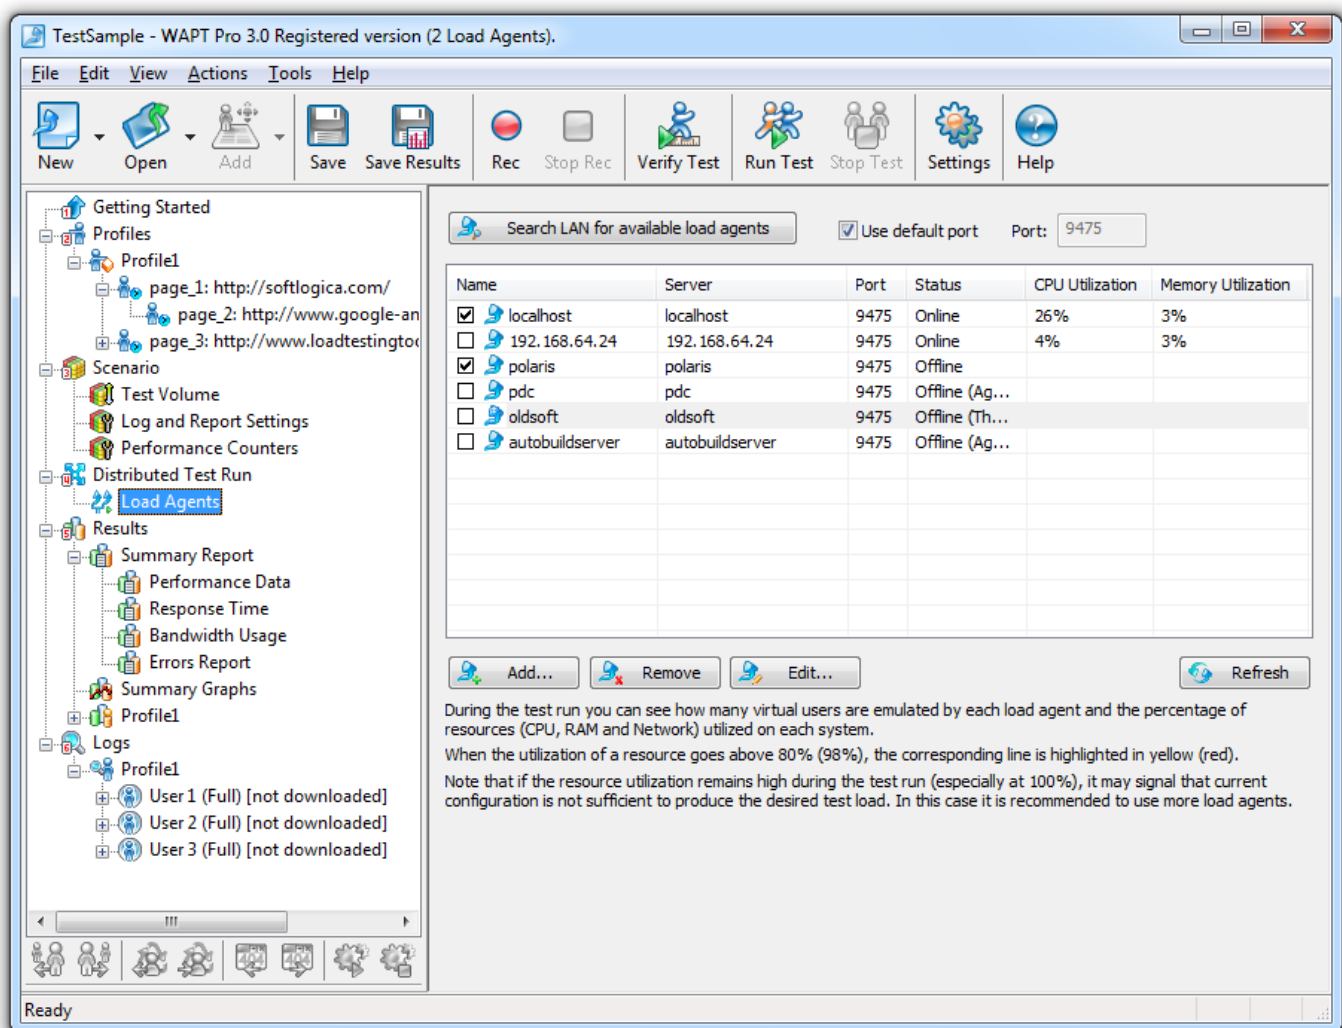 TestSample - WAPT Pro 3.0 Registered version (2 Load Agents).
File Edit View Actions Tools Help
New Open Add Save Save Results Rec Stop Rec Verify Test Run Test Stop Test Settings Help
Getting Started
Profiles
Profile1
page_1: http://softlogica.com/
page_2: http://www.google-an
page_3: http://www.loadtestingtoo
Scenario
Test Volume
Log and Report Settings
Performance Counters
Distributed Test Run
Load Agents
Results
Summary Report
Performance Data
Response Time
Bandwidth Usage
Errors Report
Summary Graphs
Profile1
Logs
Profile1
User 1 (Full) [not downloaded]
User 2 (Full) [not downloaded]
User 3 (Full) [not downloaded]
Search LAN for available load agents Use default port Port: 9475
Name Server Port Status CPU Utilization Memory Utilization
localhost localhost 9475 Online 26% 3%
192.168.64.24 192.168.64.24 9475 Online 4% 3%
polaris polaris 9475 Offline
pdc pdc 9475 Offline (Ag...
oldsoft oldsoft 9475 Offline (Th...
autobuildserver autobuildserver 9475 Offline (Ag...
Add... Remove Edit... Refresh
During the test run you can see how many virtual users are emulated by each load agent and the percentage of
resources (CPU, RAM and Network) utilized on each system.
When the utilization of a resource goes above 80% (98%), the corresponding line is highlighted in yellow (red).
Note that if the resource utilization remains high during the test run (especially at 100%), it may signal that current
configuration is not sufficient to produce the desired test load. In this case it is recommended to use more load agents.
Ready